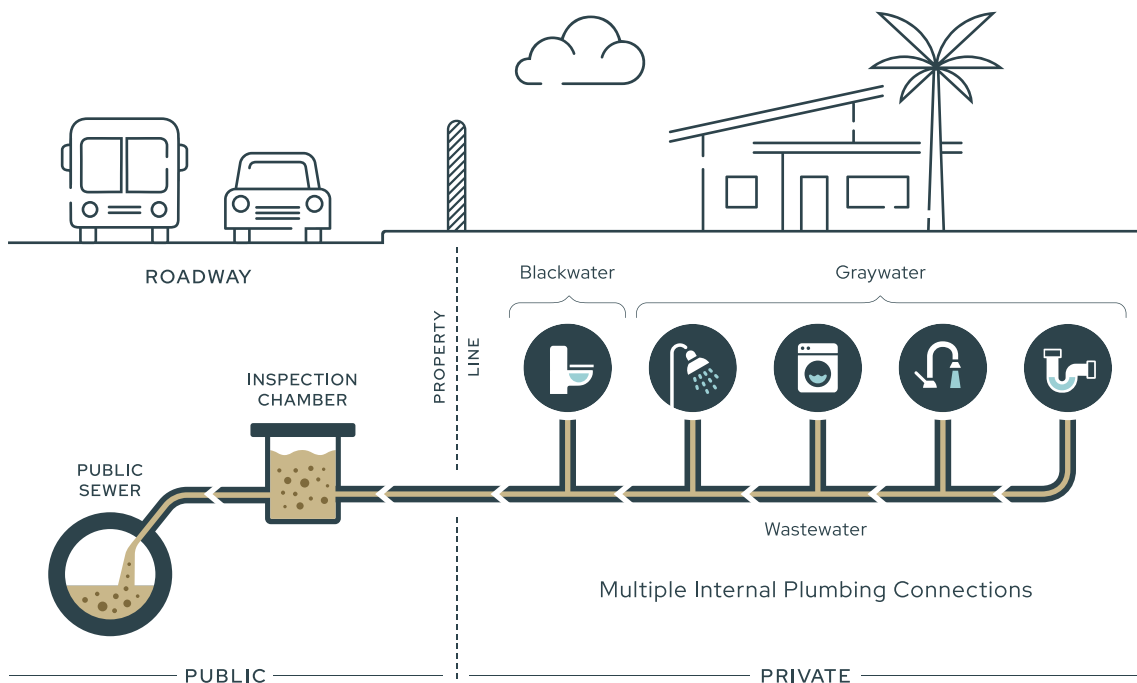 ROADWAY
Blackwater
Graywater
PROPERTY
LINE
INSPECTION
CHAMBER
PUBLIC
SEWER
Wastewater
Multiple Internal Plumbing Connections
PUBLIC
PRIVATE